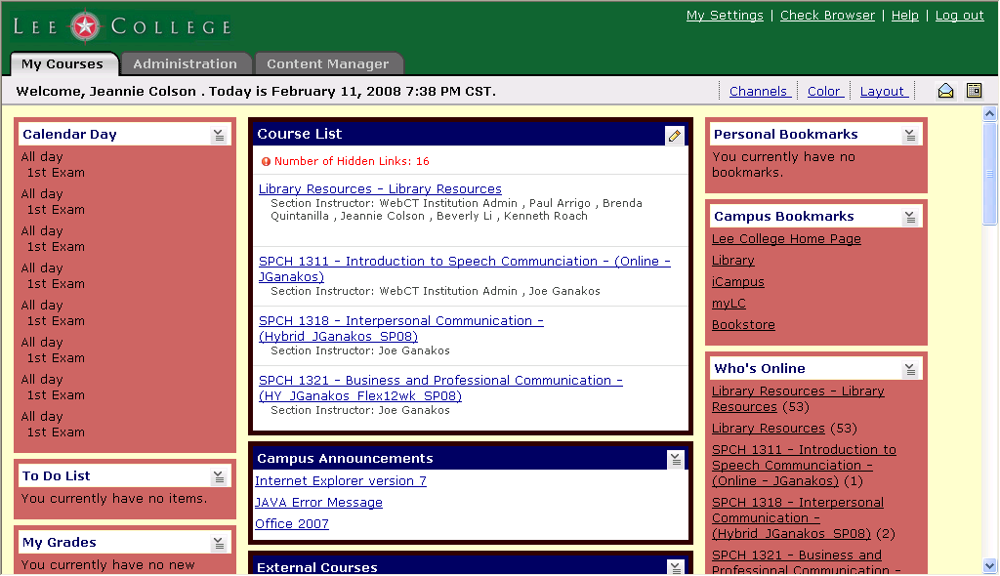 LEE COLLEGE
My Settings | Check Browser | Help | Log out
My Courses
Administration
Content Manager
Welcome, Jeannie Colson . Today is February 11, 2008 7:38 PM CST.
Channels
Color
Layout
Calendar Day
All day
1st Exam
All day
1st Exam
All day
1st Exam
All day
1st Exam
All day
1st Exam
All day
1st Exam
All day
1st Exam
All day
1st Exam
To Do List
You currently have no items.
My Grades
You currently have no new
Course List
Number of Hidden Links: 16
Library Resources - Library Resources
Section Instructor: WebCT Institution Admin , Paul Arrigo , Brenda
Quintanilla , Jeannie Colson , Beverly Li , Kenneth Roach
SPCH 1311 - Introduction to Speech Communciation - (Online -
JGanakos)
Section Instructor: WebCT Institution Admin , Joe Ganakos
SPCH 1318 - Interpersonal Communication -
(Hybrid_JGanakos_SP08)
Section Instructor: Joe Ganakos
SPCH 1321 - Business and Professional Communication -
(HY_JGanakos_Flex12wk_SP08)
Section Instructor: Joe Ganakos
Campus Announcements
Internet Explorer version 7
JAVA Error Message
Office 2007
External Courses
Personal Bookmarks
You currently have no
bookmarks.
Campus Bookmarks
Lee College Home Page
Library
iCampus
myLC
Bookstore
Who's Online
Library Resources - Library
Resources (53)
Library Resources (53)
SPCH 1311 - Introduction to
Speech Communciation -
(Online - JGanakos) (1)
SPCH 1318 - Interpersonal
Communication -
(Hybrid_JGanakos_SP08) (2)
SPCH 1321 - Business and
Professional Communication -